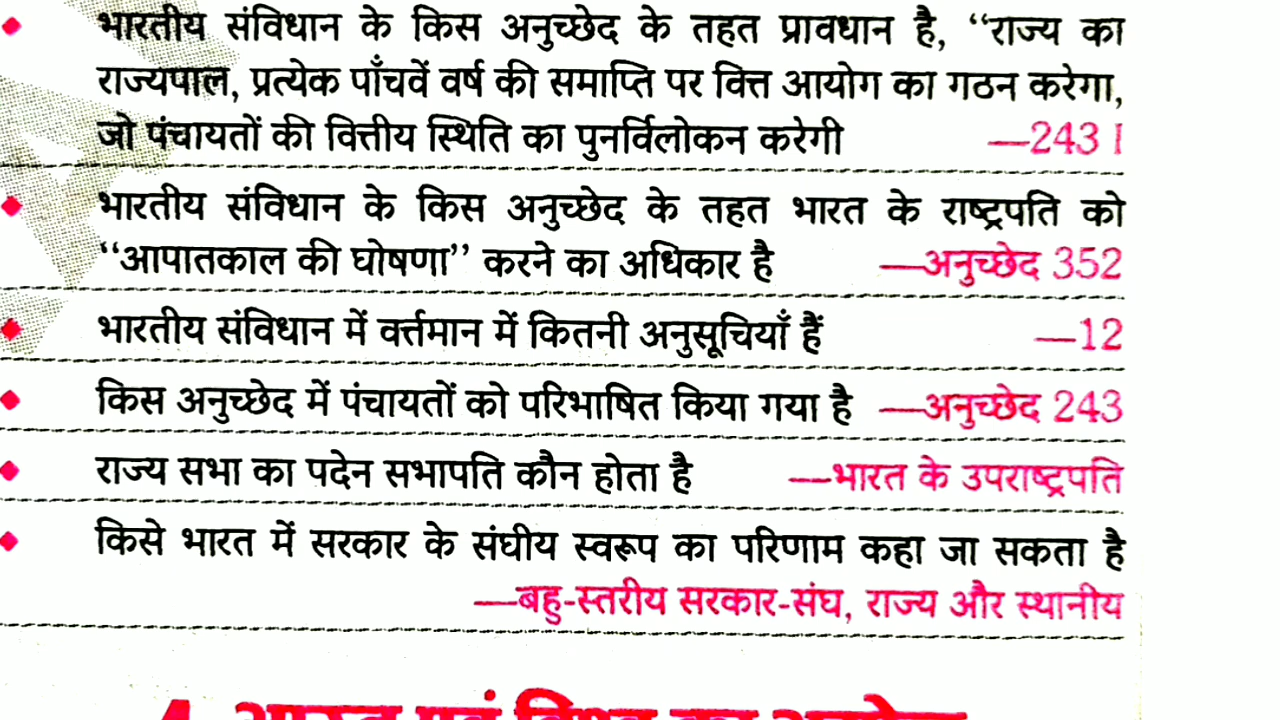 भारतीय संविधान के किस अनुच्छेद के तहत प्रावधान है, ‘‘राज्य का
राज्यपाल, प्रत्येक पाँचवें वर्ष की समाप्ति पर वित्त आयोग का गठन करेगा,
जो पंचायतों की वित्तीय स्थिति का पुनर्विलोकन करेगी —243 I
भारतीय संविधान के किस अनुच्छेद के तहत भारत के राष्ट्रपति को
‘‘आपातकाल की घोषणा’’ करने का अधिकार है —अनुच्छेद 352
भारतीय संविधान में वर्त्तमान में कितनी अनुसूचियाँ हैं —12
किस अनुच्छेद में पंचायतों को परिभाषित किया गया है —अनुच्छेद 243
राज्य सभा का पदेन सभापति कौन होता है —भारत के उपराष्ट्रपति
किसे भारत में सरकार के संघीय स्वरूप का परिणाम कहा जा सकता है
—बहु-स्तरीय सरकार-संघ, राज्य और स्थानीय
4. भारत एवं विश्व का